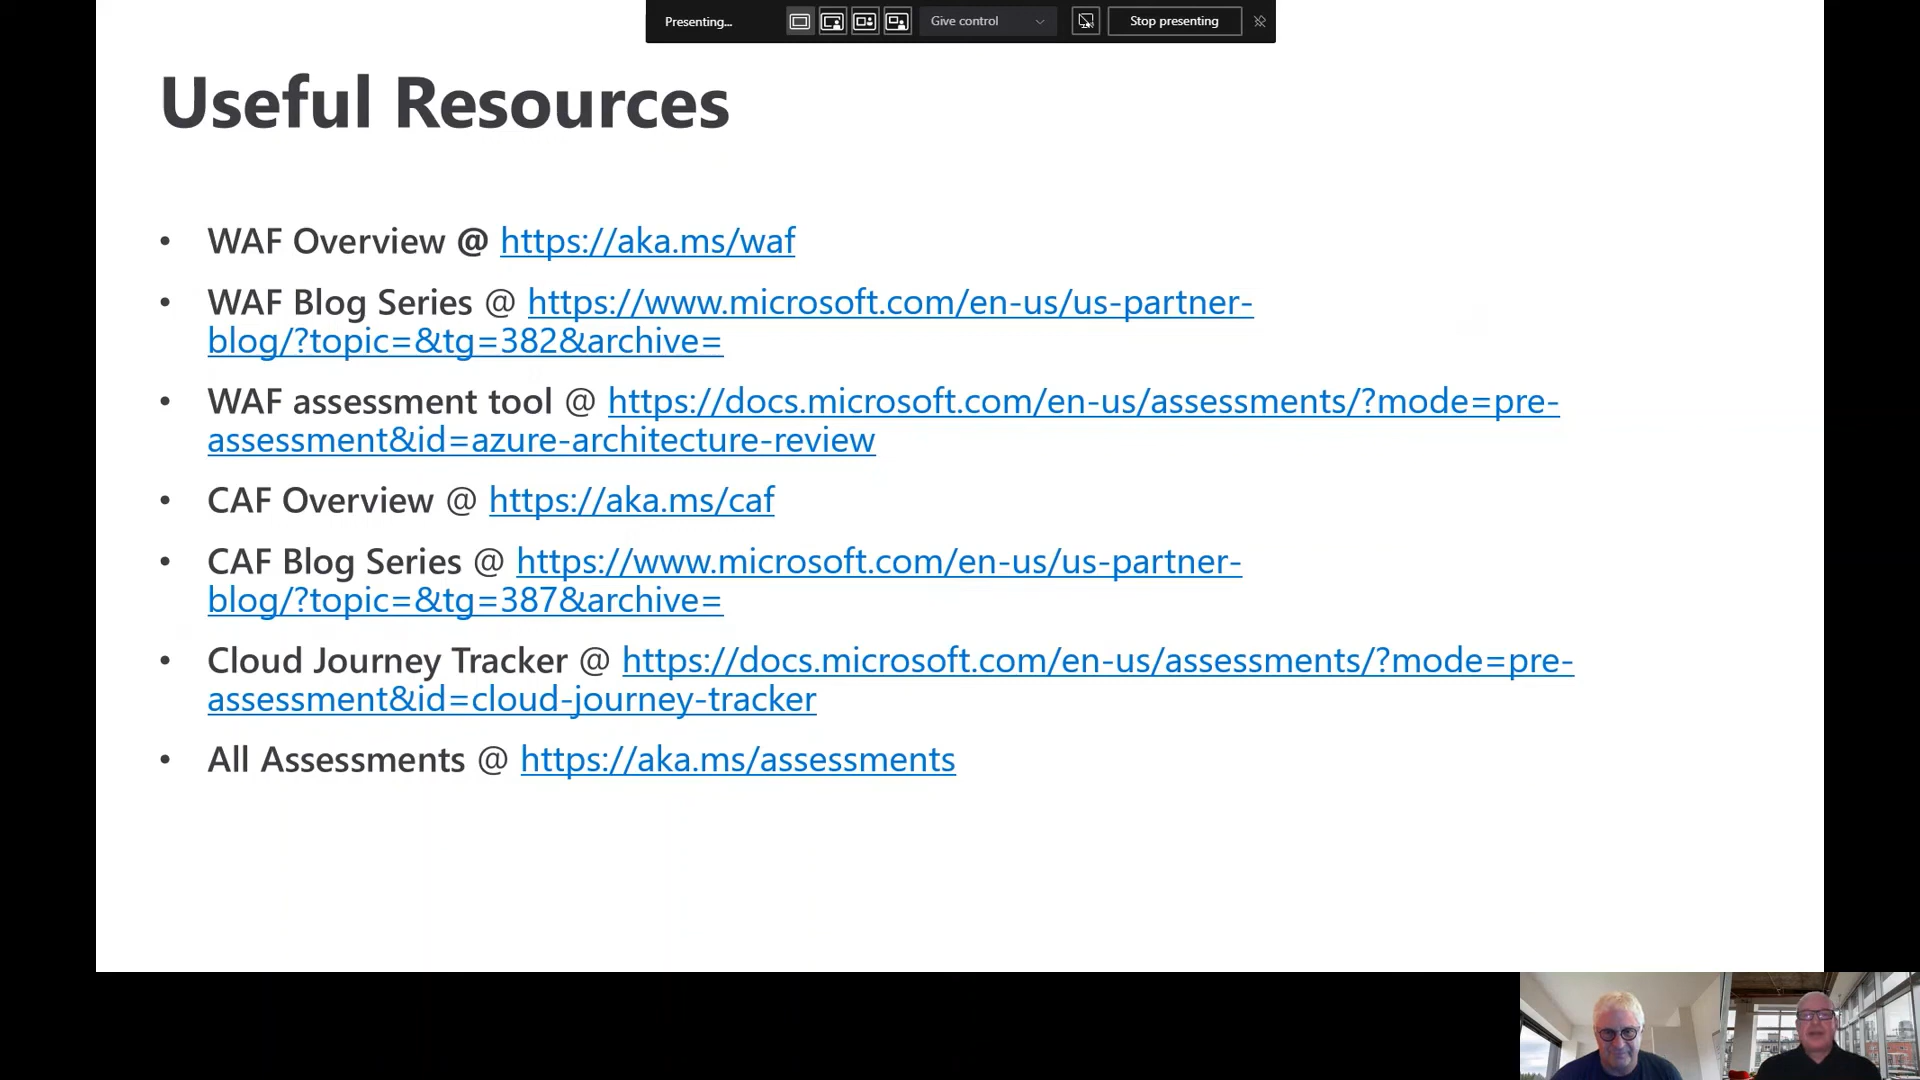 Presenting...
Give control
Stop presenting
Useful Resources
• WAF Overview @ https://aka.ms/waf
• WAF Blog Series @ https://www.microsoft.com/en-us/us-partner-
blog/?topic=&tg=382&archive=
• WAF assessment tool @ https://docs.microsoft.com/en-us/assessments/?mode=pre-
assessment&id=azure-architecture-review
• CAF Overview @ https://aka.ms/caf
• CAF Blog Series @ https://www.microsoft.com/en-us/us-partner-
blog/?topic=&tg=387&archive=
• Cloud Journey Tracker @ https://docs.microsoft.com/en-us/assessments/?mode=pre-
assessment&id=cloud-journey-tracker
• All Assessments @ https://aka.ms/assessments